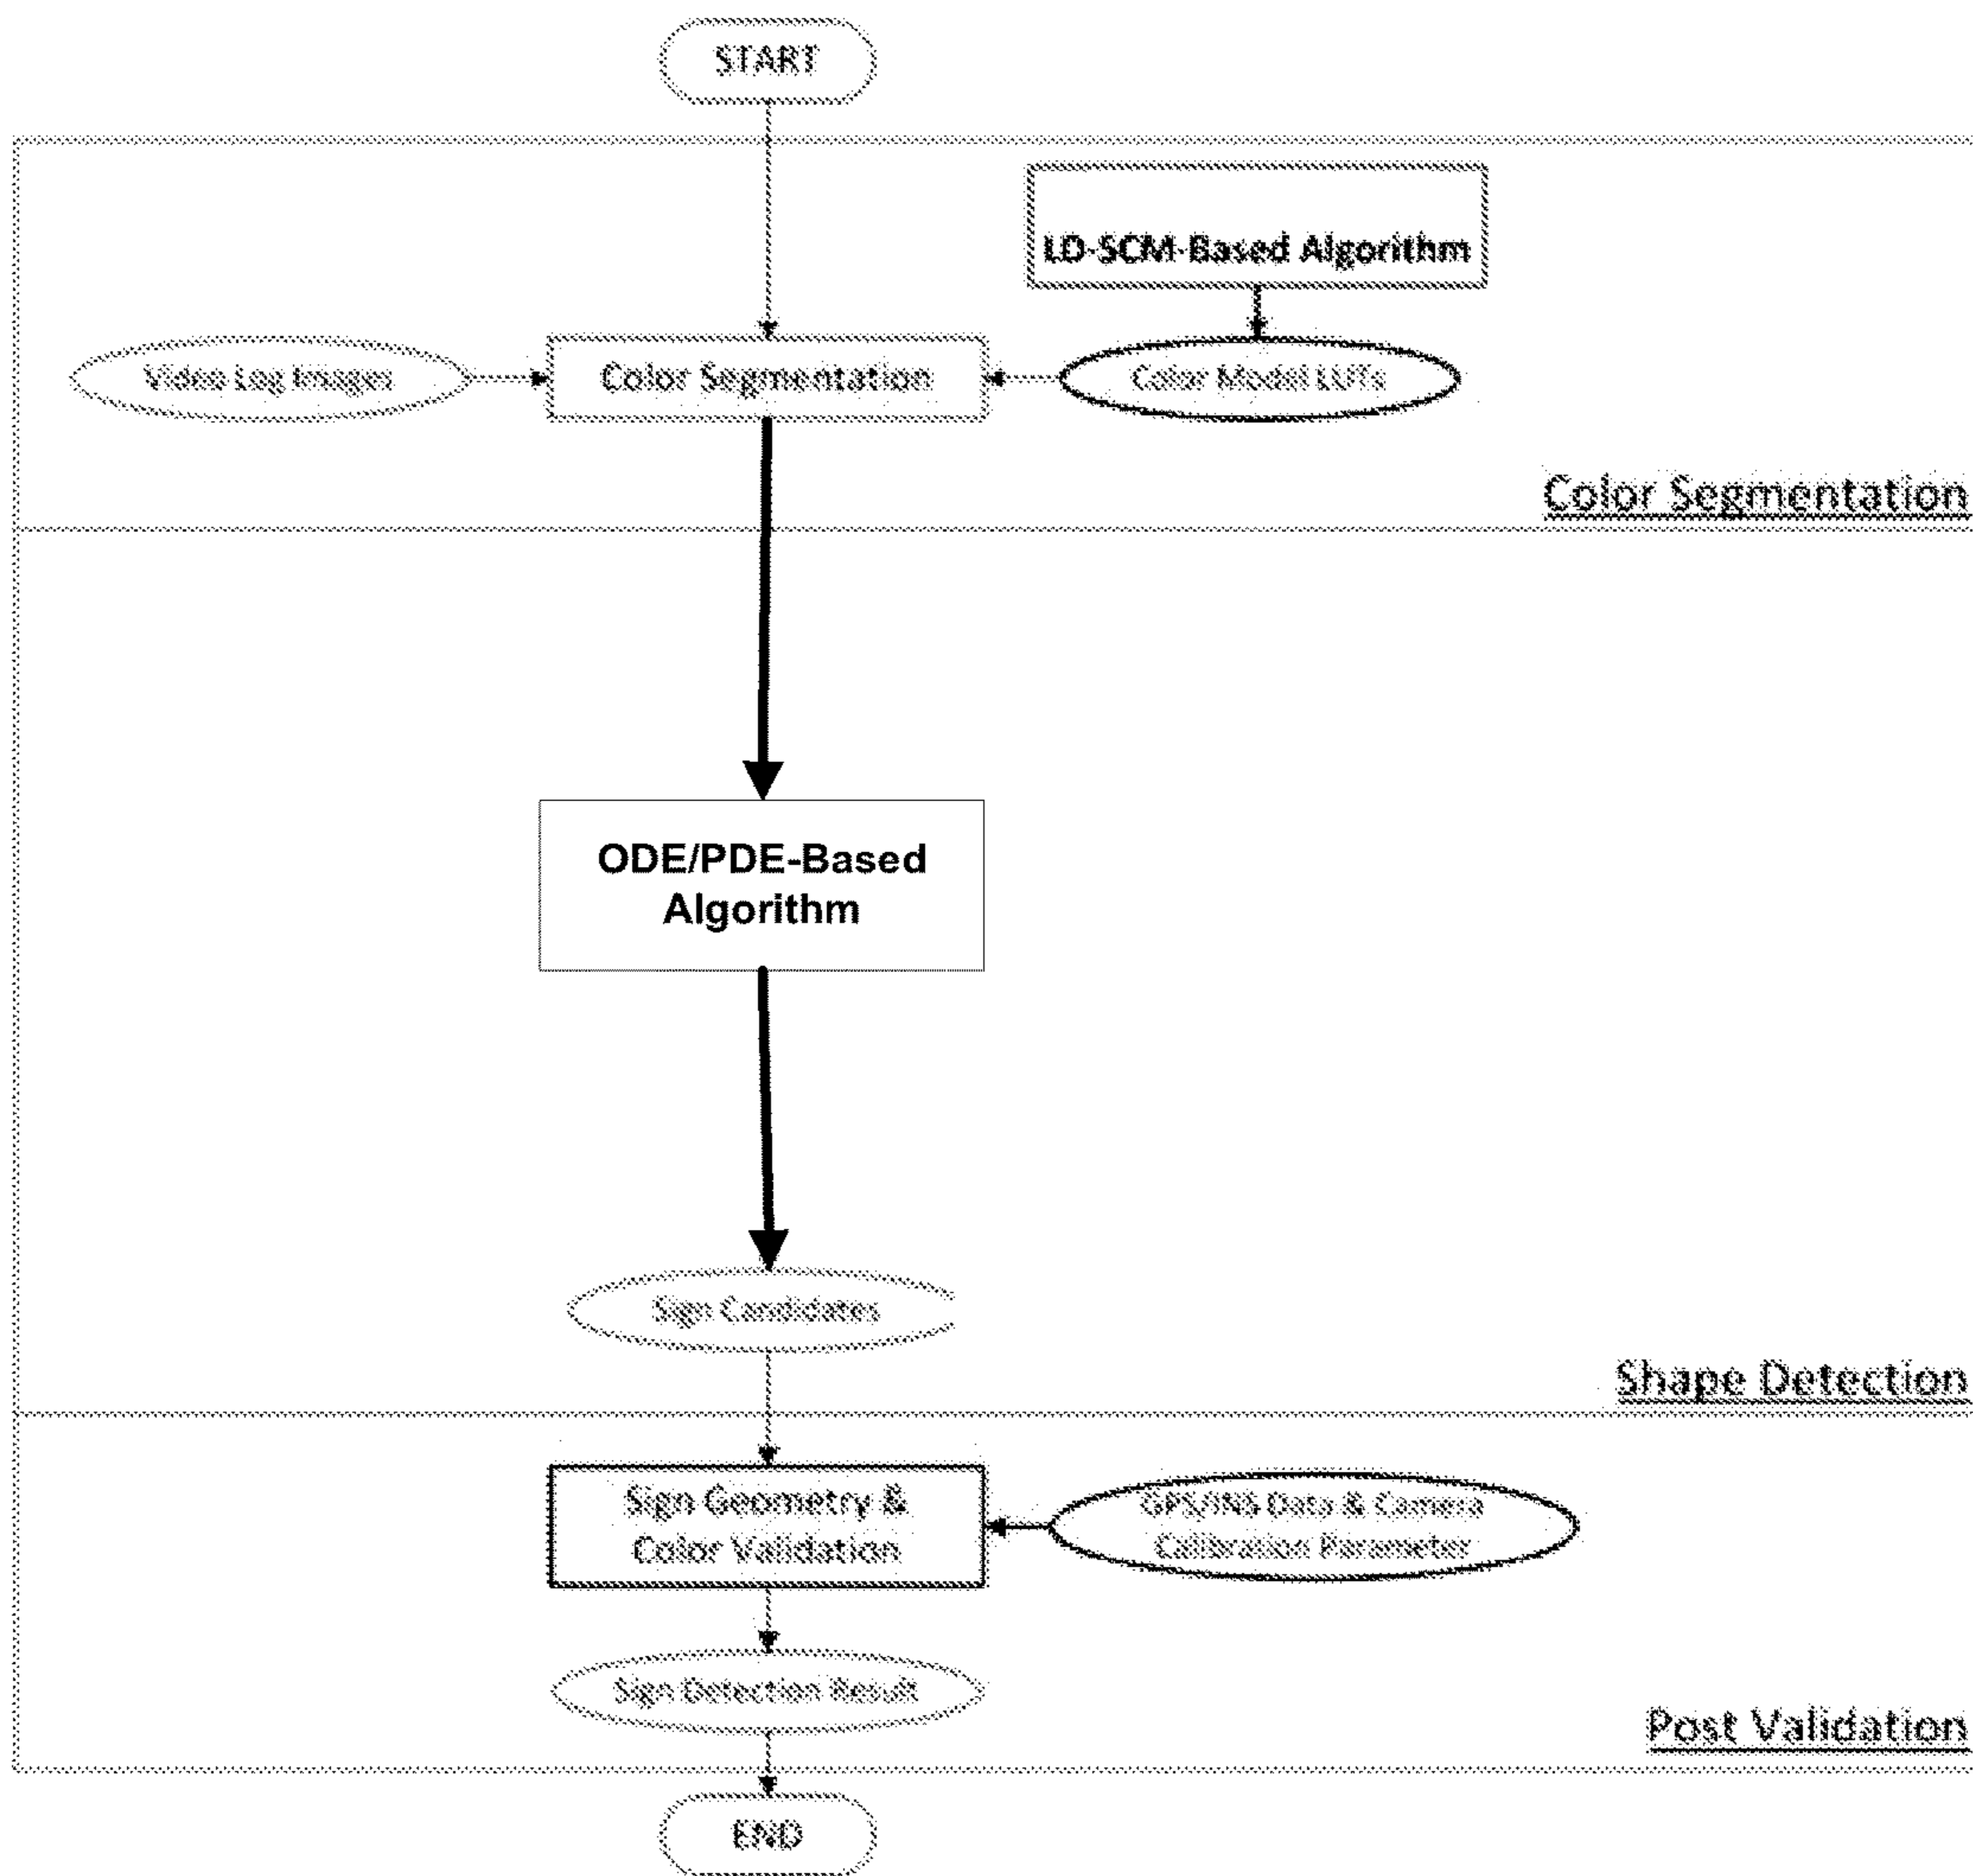 START
LD-SCM-Based Algorithm
Video Log Images
Color Segmentation
Color Model LUTs
Color Segmentation
ODE/PDE-Based
Algorithm
Sign Candidates
Shape Detection
Sign Geometry &
Color Validation
GPS/INS Data & Camera
Calibration Parameter
Sign Detection Result
Post Validation
END